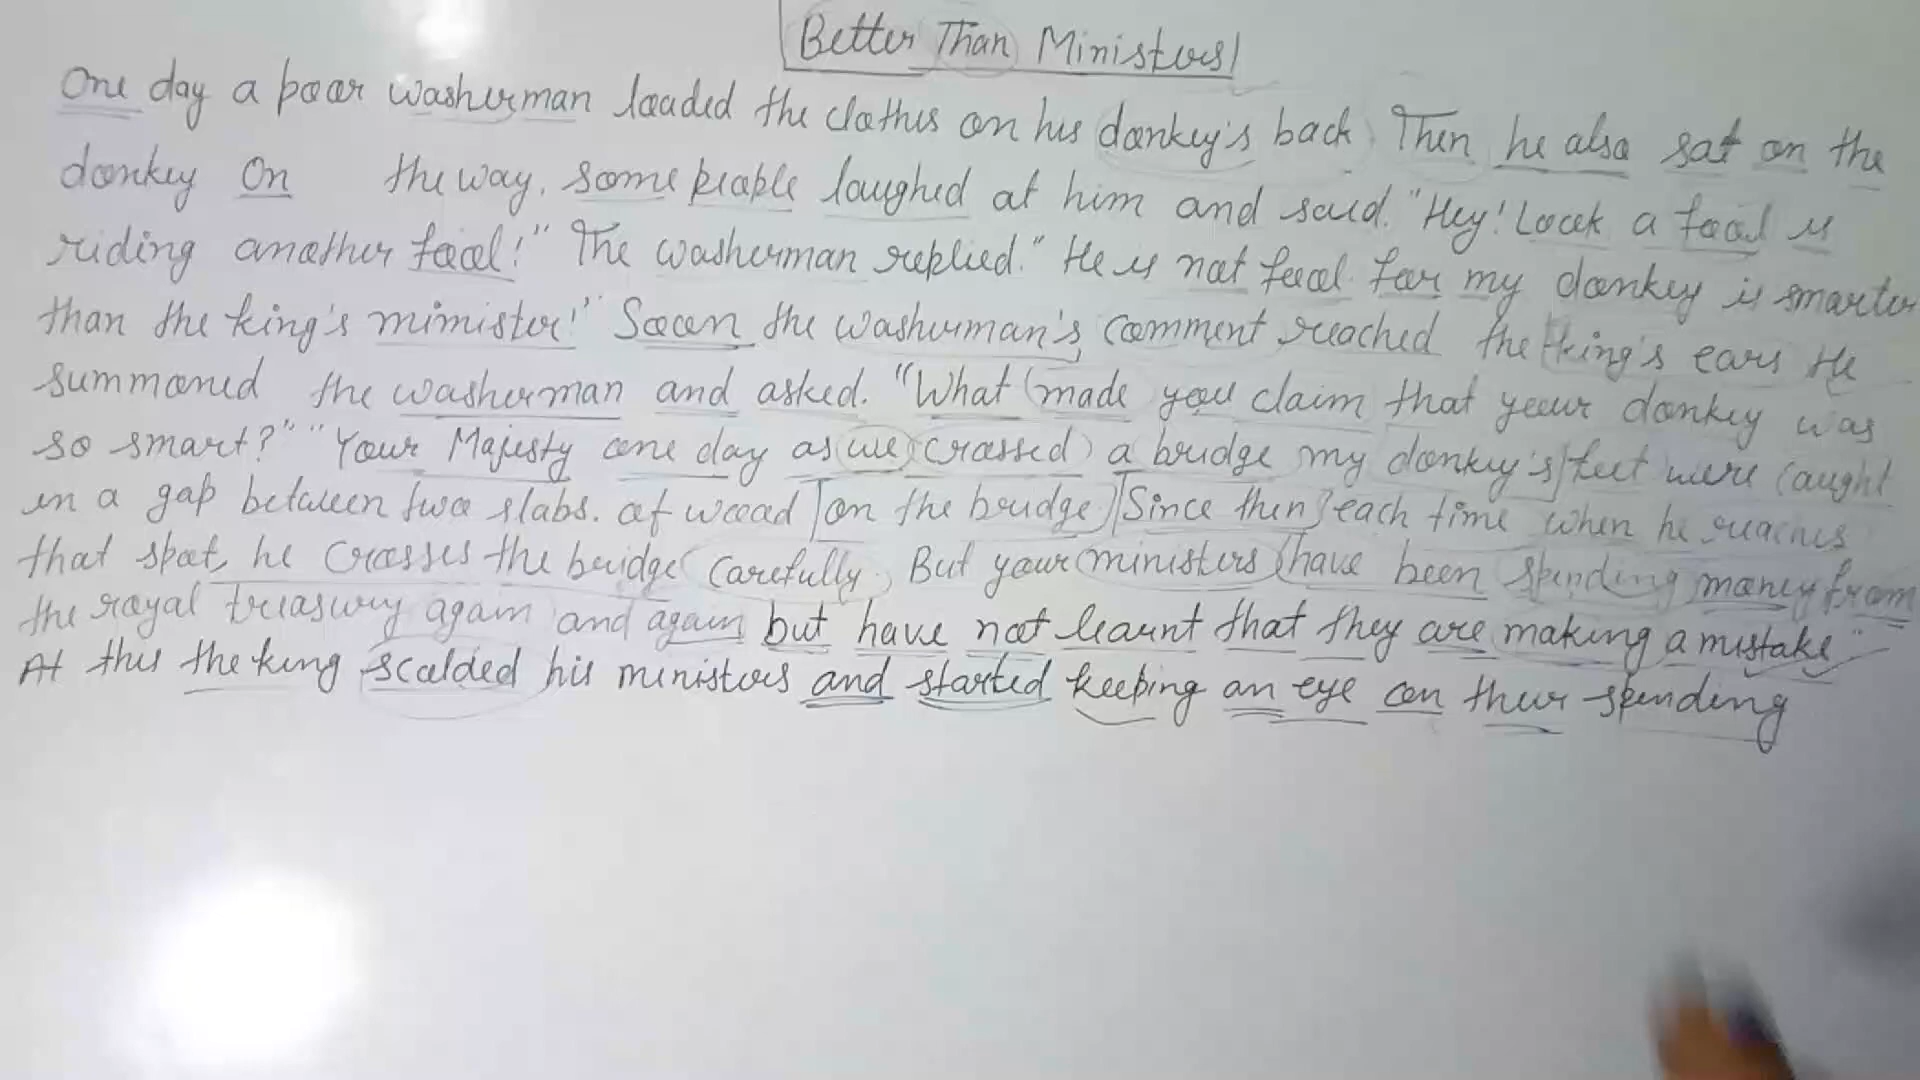 Better Than Ministers
One day a poor washerman loaded the clothes on his donkey's back. Then he also sat on the
donkey On the way, some people laughed at him and said. "Hey! Look a fool is
riding another fool!" The washerman replied." He is not fool for my donkey is smarter
than the king's minister!" Soon the washerman's comment reached the king's ears He
summoned the washerman and asked. "What made you claim that your donkey was
so smart?" "Your Majesty one day as we crossed a bridge my donkey's feet were caught
in a gap between two slabs. of wood on the bridge Since then each time when he reaches
that spot, he crosses the bridge carefully, But your ministers have been spending money from
the royal treasury again and again but have not learnt that they are making a mistake"
At this the king scolded his ministers and started keeping an eye on their spending